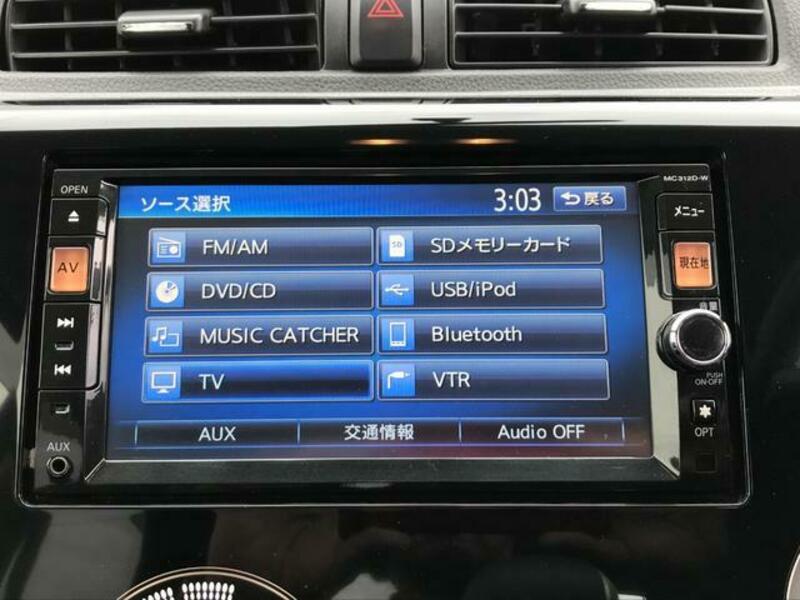 OPEN
MC312D-W
ソース選択 3:03 戻る
メニュー
AV
現在地
FM/AM SD SDメモリーカード
DVD/CD USB/iPod
MUSIC CATCHER Bluetooth
TV VTR
PUSH
ON·OFF
AUX 交通情報 Audio OFF
OPT
AUX